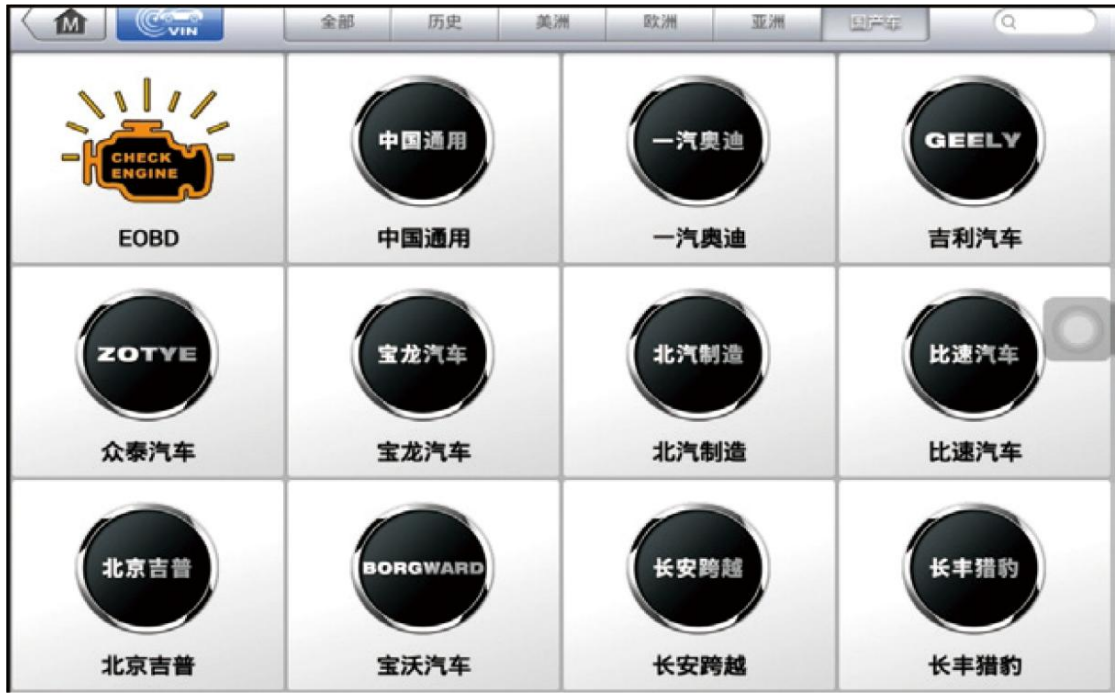 M
VIN
全部
历史
美洲
欧洲
亚洲
国产车
CHECK
ENGINE
EOBD
中国通用
中国通用
一汽奥迪
一汽奥迪
GEELY
吉利汽车
ZOTYE
众泰汽车
宝龙汽车
宝龙汽车
北汽制造
北汽制造
比速汽车
比速汽车
北京吉普
北京吉普
BORGWARD
宝沃汽车
长安跨越
长安跨越
长丰猎豹
长丰猎豹